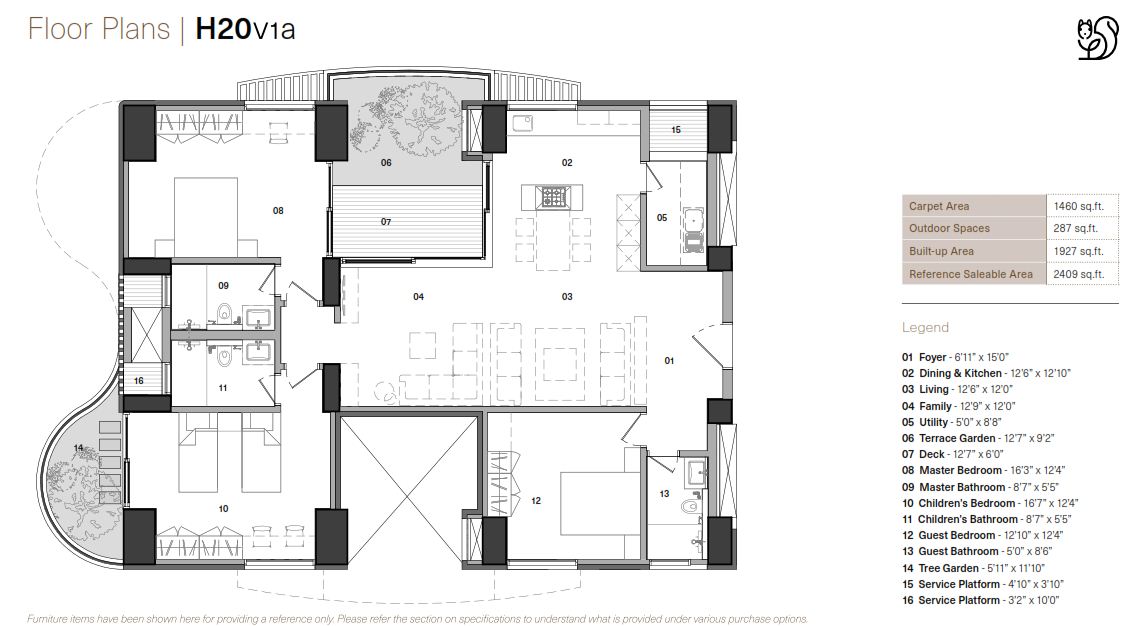 Floor Plans | H20V1a
15
06
02
05
08
07
09
04
03
01
11
16
14
10
12
13
Carpet Area 1460 sq.ft.
Outdoor Spaces 287 sq.ft.
Built-up Area 1927 sq.ft.
Reference Saleable Area 2409 sq.ft.
Legend
01 Foyer - 6'11" x 15'0"
02 Dining & Kitchen - 12'6" x 12'10"
03 Living - 12'6" x 12'0"
04 Family - 12'9" x 12'0"
05 Utility - 5'0" x 8'8"
06 Terrace Garden - 12'7" x 9'2"
07 Deck - 12'7" x 6'0"
08 Master Bedroom - 16'3" x 12'4"
09 Master Bathroom - 8'7" x 5'5"
10 Children's Bedroom - 16'7" x 12'4"
11 Children's Bathroom - 8'7" x 5'5"
12 Guest Bedroom - 12'10" x 12'4"
13 Guest Bathroom - 5'0" x 8'6"
14 Tree Garden - 5'11" x 11'10"
15 Service Platform - 4'10" x 3'10"
16 Service Platform - 3'2" x 10'0"
Furniture items have been shown here for providing a reference only. Please refer the section on specifications to understand what is provided under various purchase options.